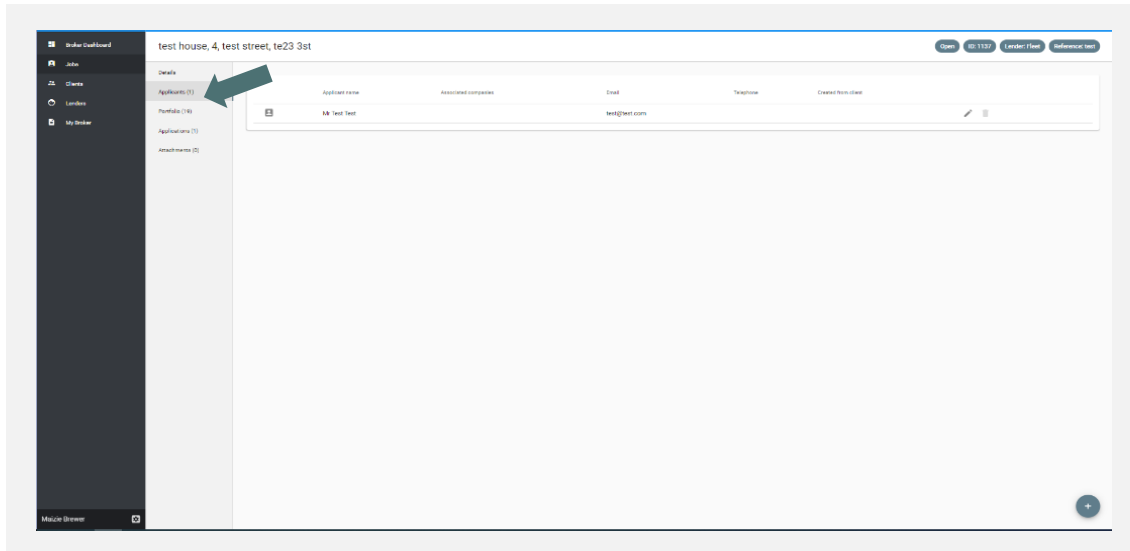 Broker Dashboard
Jobs
Clients
Lenders
My Broker
Maizie Brewer
test house, 4, test street, te23 3st
Open
ID: 1137
Lender: Fleet
Reference: test
Details
Applicants (1)
Portfolio (16)
Applications (1)
Attachments (0)
Applicant name
Associated companies
Email
Telephone
Created from client
Mr Test Test
test@test.com